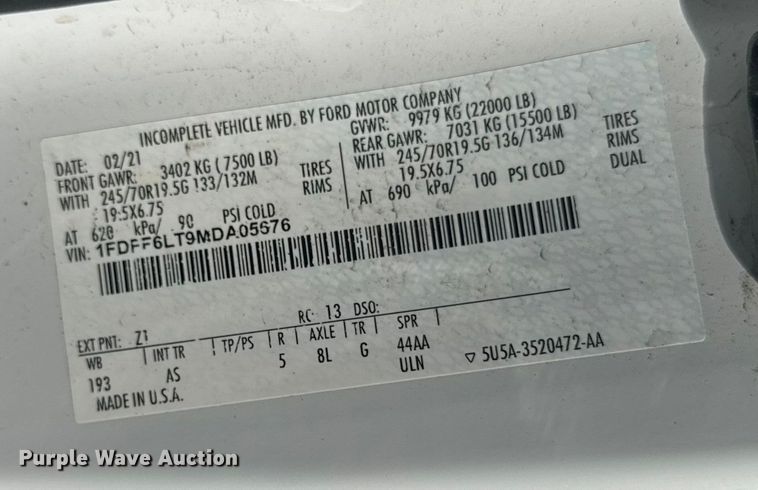 INCOMPLETE VEHICLE MFD. BY FORD MOTOR COMPANY
DATE: 02/21 GVWR: 9979 KG (22000 LB)
FRONT GAWR: 3402 KG (7500 LB) REAR GAWR: 7031 KG (15500 LB)
WITH 245/70R19.5G 133/132M TIRES WITH 245/70R19.5G 136/134M TIRES
19.5X6.75 RIMS 19.5X6.75 RIMS
AT 620 kPa/ 90 PSI COLD AT 690 kPa/ 100 PSI COLD DUAL
VIN: 1FDFF6LT9MDA05676
EXT PNT: Z1 RC: 13 DSO:
WB INT TR TP/PS R AXLE TR SPR
193 AS 5 8L G 44AA
ULN 5U5A-3520472-AA
MADE IN U.S.A.
Purple Wave Auction